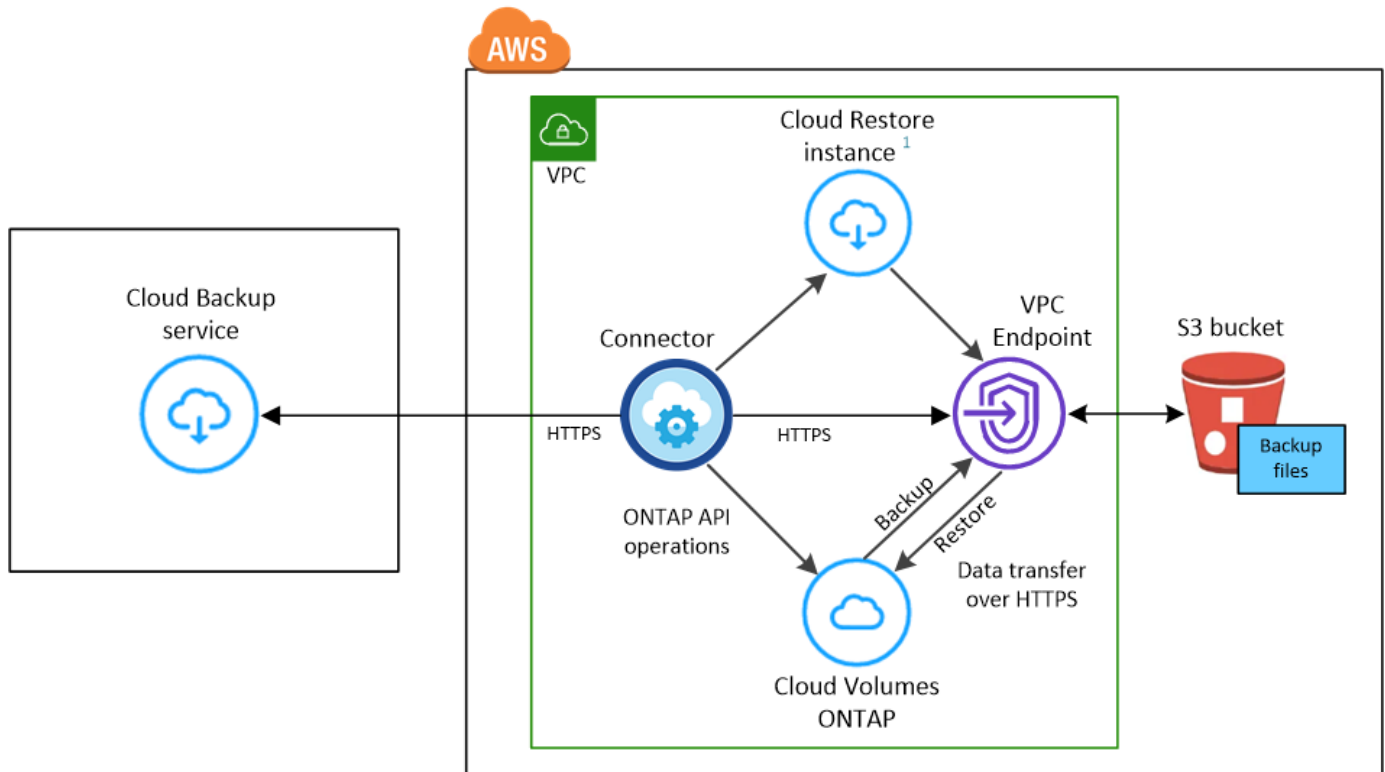 AWS
Cloud Restore
instance 1
VPC
Cloud Backup
service
VPC
Endpoint
S3 bucket
Connector
HTTPS
HTTPS
Backup
files
Backup
Restore
ONTAP API
operations
Data transfer
over HTTPS
Cloud Volumes
ONTAP